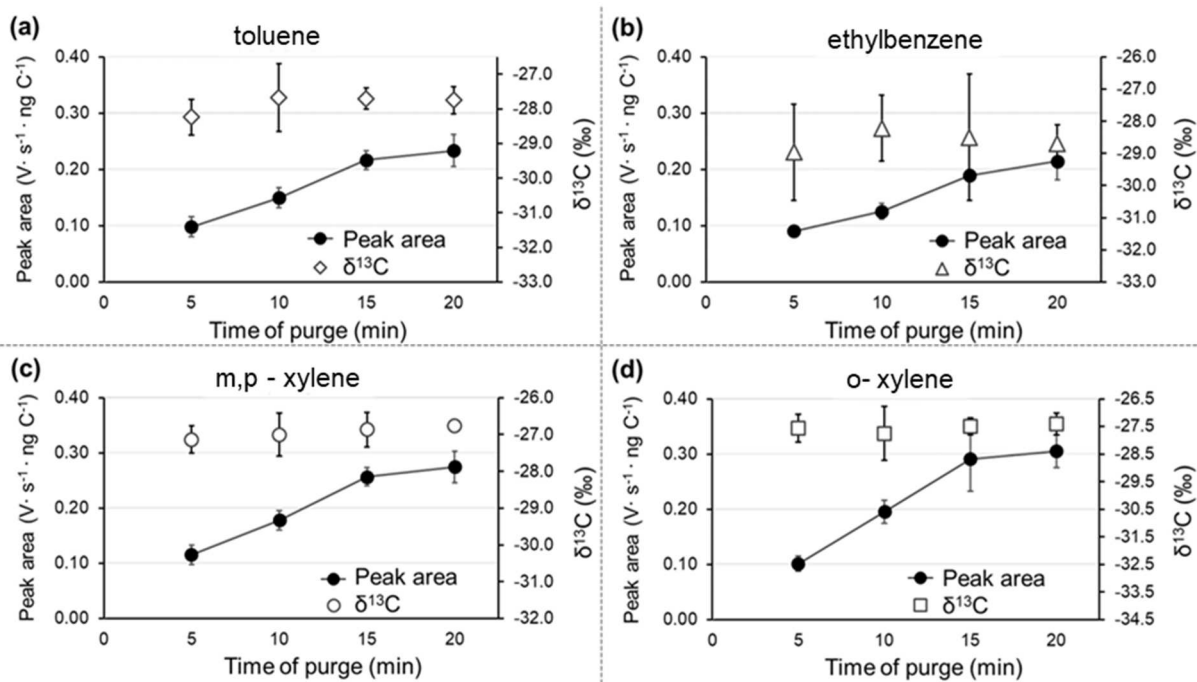 (a)
toluene
Peak area (V· s⁻¹ · ng C⁻¹)
0.40
0.30
0.20
0.10
0.00
-27.0
-28.0
-29.0
-30.0
-31.0
-32.0
-33.0
δ¹³C (‰)
Peak area
δ¹³C
0 5 10 15 20
Time of purge (min)
(b)
ethylbenzene
Peak area (V· s⁻¹ · ng C⁻¹)
0.40
0.30
0.20
0.10
0.00
-26.0
-27.0
-28.0
-29.0
-30.0
-31.0
-32.0
-33.0
δ¹³C (‰)
Peak area
δ¹³C
0 5 10 15 20
Time of purge (min)
(c)
m,p - xylene
Peak area (V· s⁻¹ · ng C⁻¹)
0.40
0.30
0.20
0.10
0.00
-26.0
-27.0
-28.0
-29.0
-30.0
-31.0
-32.0
δ¹³C (‰)
Peak area
δ¹³C
0 5 10 15 20
Time of purge (min)
(d)
o- xylene
Peak area (V· s⁻¹ · ng C⁻¹)
0.40
0.30
0.20
0.10
0.00
-26.5
-27.5
-28.5
-29.5
-30.5
-31.5
-32.5
-33.5
-34.5
δ¹³C (‰)
Peak area
δ¹³C
0 5 10 15 20
Time of purge (min)